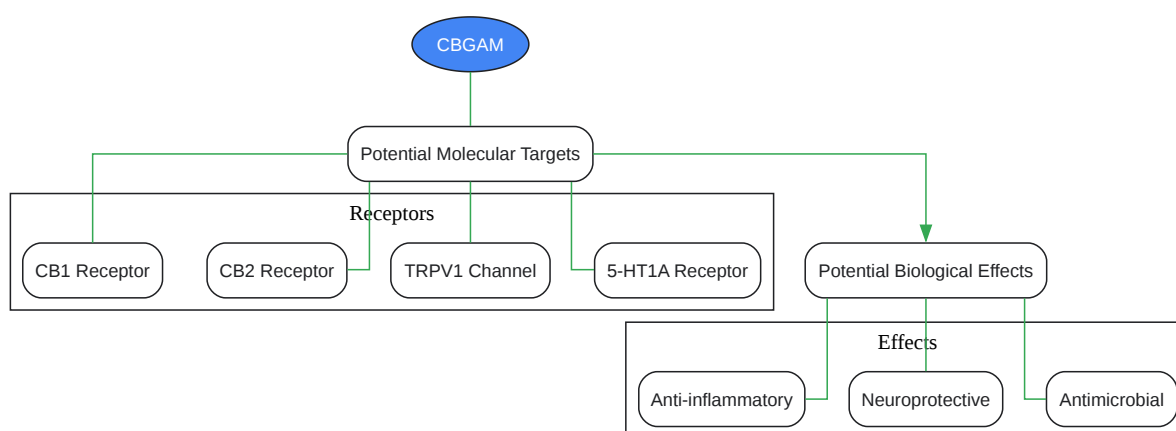 CBGAM
Potential Molecular Targets
Receptors
CB1 Receptor
CB2 Receptor
TRPV1 Channel
5-HT1A Receptor
Potential Biological Effects
Effects
Anti-inflammatory
Neuroprotective
Antimicrobial